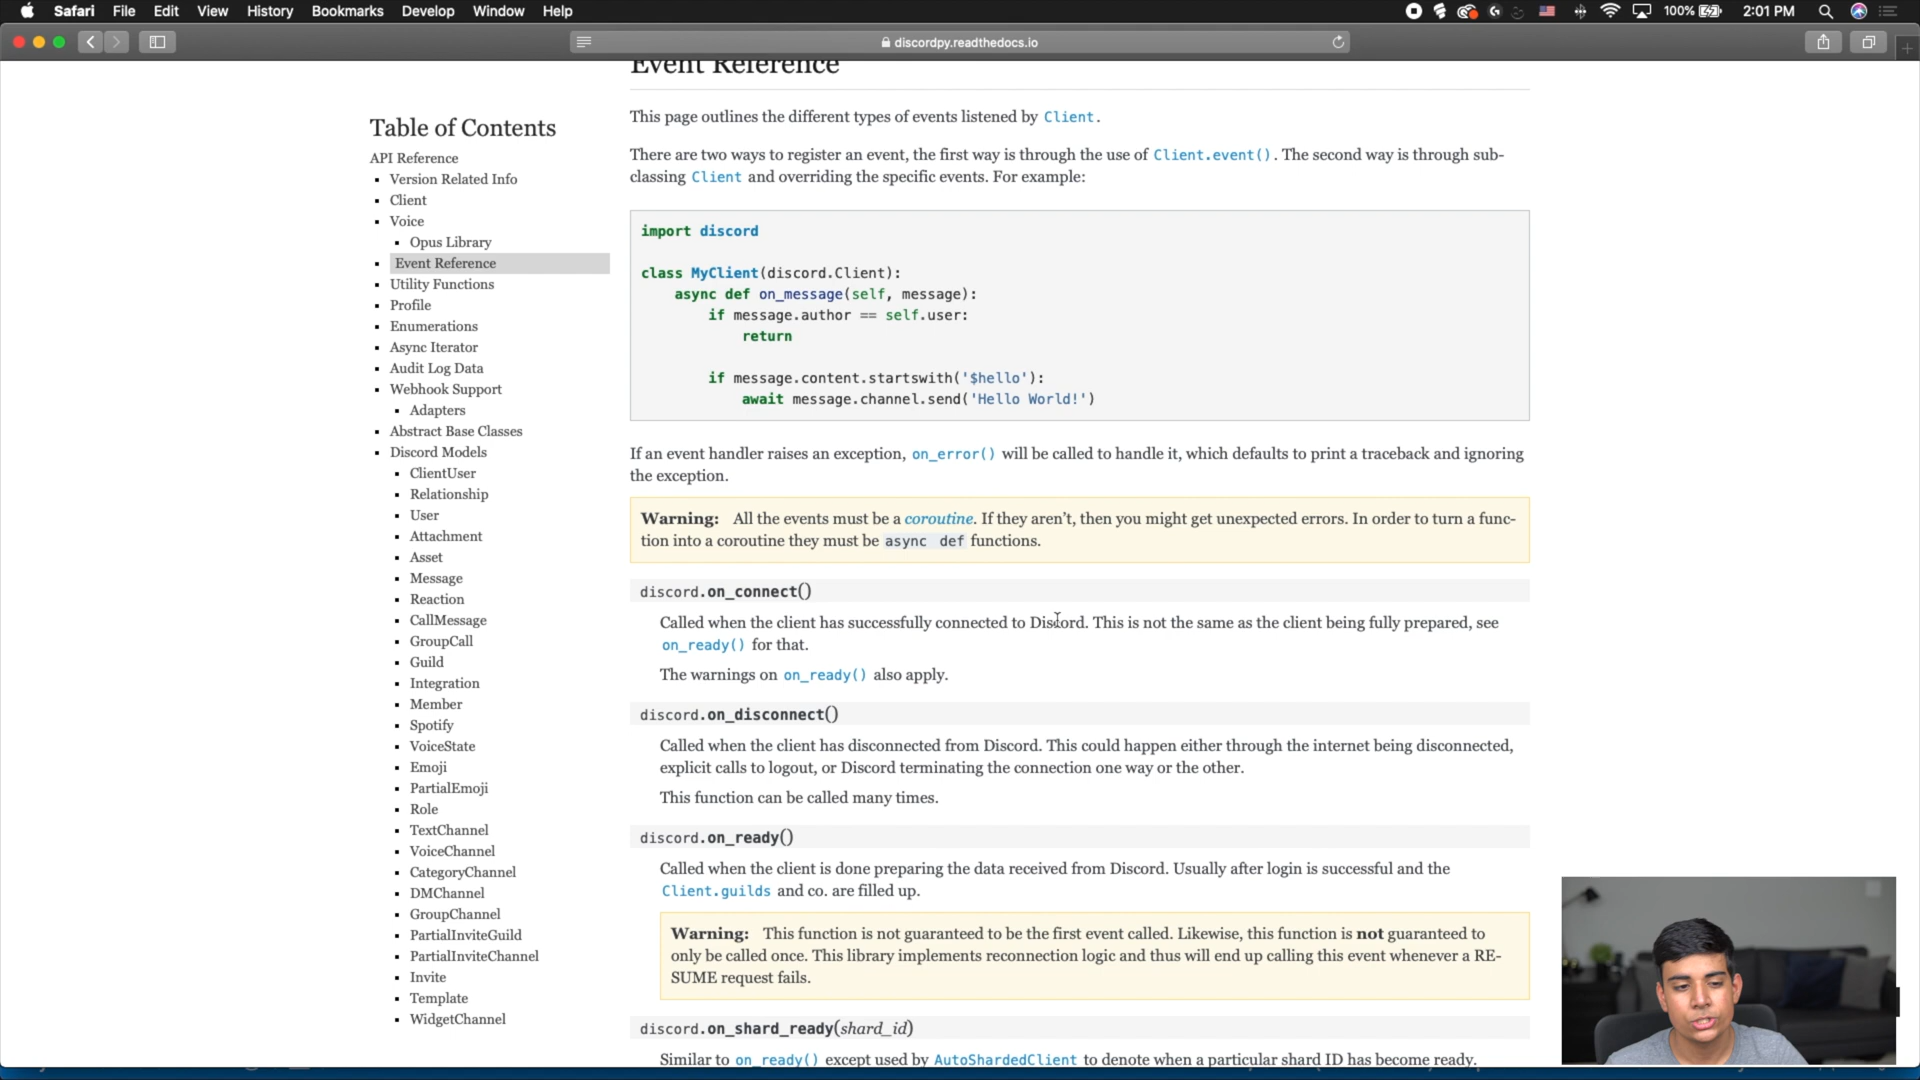 Safari File Edit View History Bookmarks Develop Window Help
100% 2:01 PM
discordpy.readthedocs.io
Event Reference
Table of Contents
API Reference
Version Related Info
Client
Voice
Opus Library
Event Reference
Utility Functions
Profile
Enumerations
Async Iterator
Audit Log Data
Webhook Support
Adapters
Abstract Base Classes
Discord Models
ClientUser
Relationship
User
Attachment
Asset
Message
Reaction
CallMessage
GroupCall
Guild
Integration
Member
Spotify
VoiceState
Emoji
PartialEmoji
Role
TextChannel
VoiceChannel
CategoryChannel
DMChannel
GroupChannel
PartialInviteGuild
PartialInviteChannel
Invite
Template
WidgetChannel
This page outlines the different types of events listened by Client.
There are two ways to register an event, the first way is through the use of Client.event(). The second way is through sub-
classing Client and overriding the specific events. For example:
import discord
class MyClient(discord.Client):
async def on_message(self, message):
if message.author == self.user:
return
if message.content.startswith('$hello'):
await message.channel.send('Hello World!')
If an event handler raises an exception, on_error() will be called to handle it, which defaults to print a traceback and ignoring
the exception.
Warning: All the events must be a coroutine. If they aren't, then you might get unexpected errors. In order to turn a func-
tion into a coroutine they must be async def functions.
discord.on_connect()
Called when the client has successfully connected to Discord. This is not the same as the client being fully prepared, see
on_ready() for that.
The warnings on on_ready() also apply.
discord.on_disconnect()
Called when the client has disconnected from Discord. This could happen either through the internet being disconnected,
explicit calls to logout, or Discord terminating the connection one way or the other.
This function can be called many times.
discord.on_ready()
Called when the client is done preparing the data received from Discord. Usually after login is successful and the
Client.guilds and co. are filled up.
Warning: This function is not guaranteed to be the first event called. Likewise, this function is not guaranteed to
only be called once. This library implements reconnection logic and thus will end up calling this event whenever a RE-
SUME request fails.
discord.on_shard_ready(shard_id)
Similar to on_ready() except used by AutoShardedClient to denote when a particular shard ID has become ready.